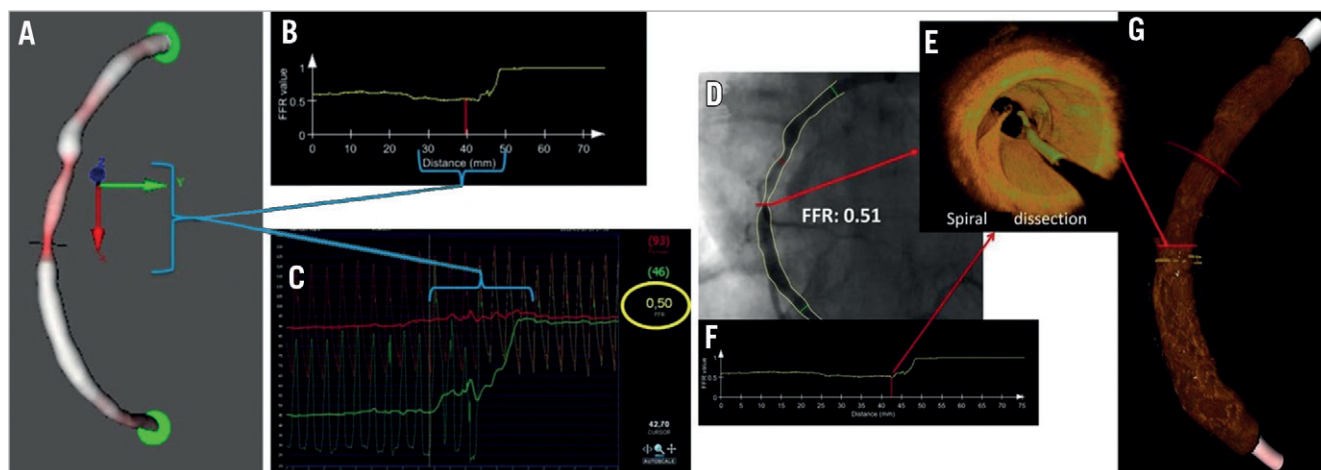 A
Z
Y
X
B
FFR value
1
0.5
0
0 10 20 30 40 50 60 70
Distance (mm)
C
(93)
(46)
0,50
FFR
42,70
CURSOR
AUTOSCALE
D
FFR: 0.51
E
Spiral dissection
F
FFR value
1
0.5
0
0 5 10 15 20 25 30 35 40 45 50 55 60 65 70 75
Distance (mm)
G